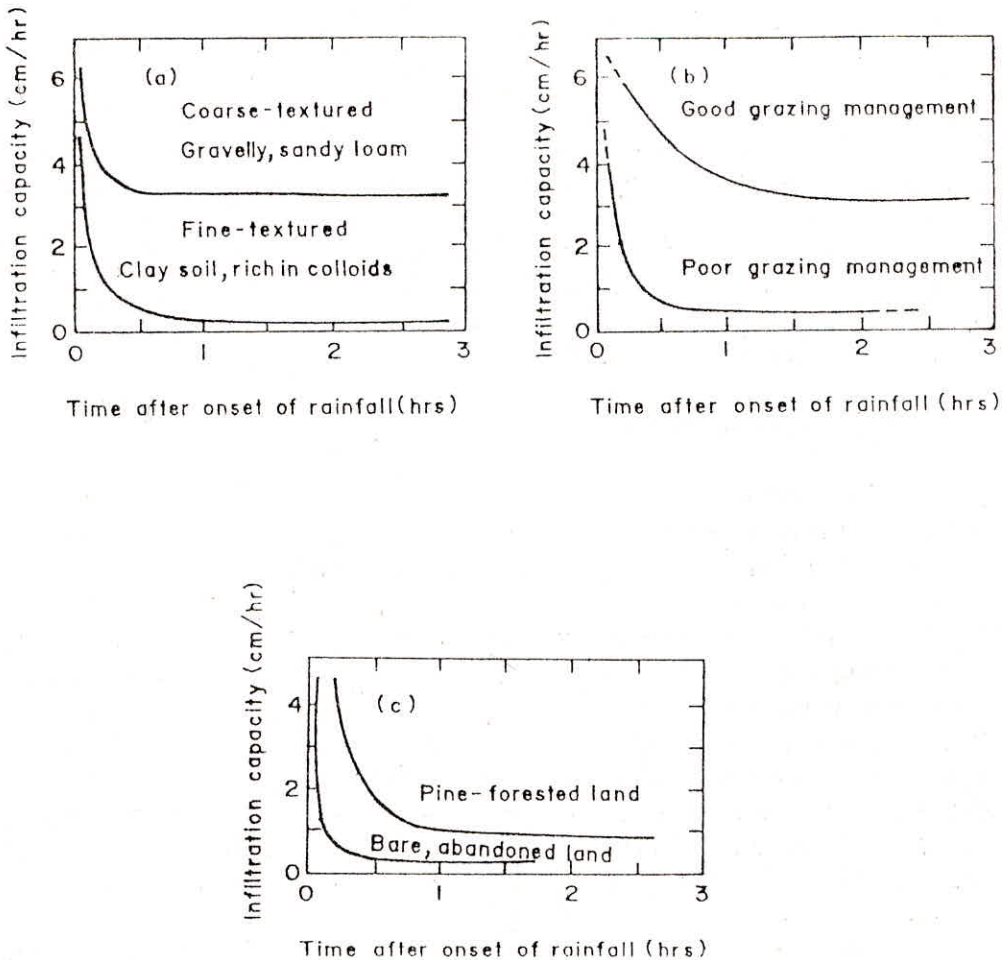 Infiltration capacity (cm/hr)
6
4
2
0
(a)
Coarse-textured
Gravelly, sandy loam
Fine-textured
Clay soil, rich in colloids
0 1 2 3
Time after onset of rainfall(hrs)
Infiltration capacity (cm/hr)
6
4
2
0
(b)
Good grazing management
Poor grazing management
0 1 2 3
Time after onset of rainfall (hrs)
Infiltration capacity (cm/hr)
4
2
0
(c)
Pine-forested land
Bare, abandoned land
0 1 2 3
Time after onset of rainfall (hrs)